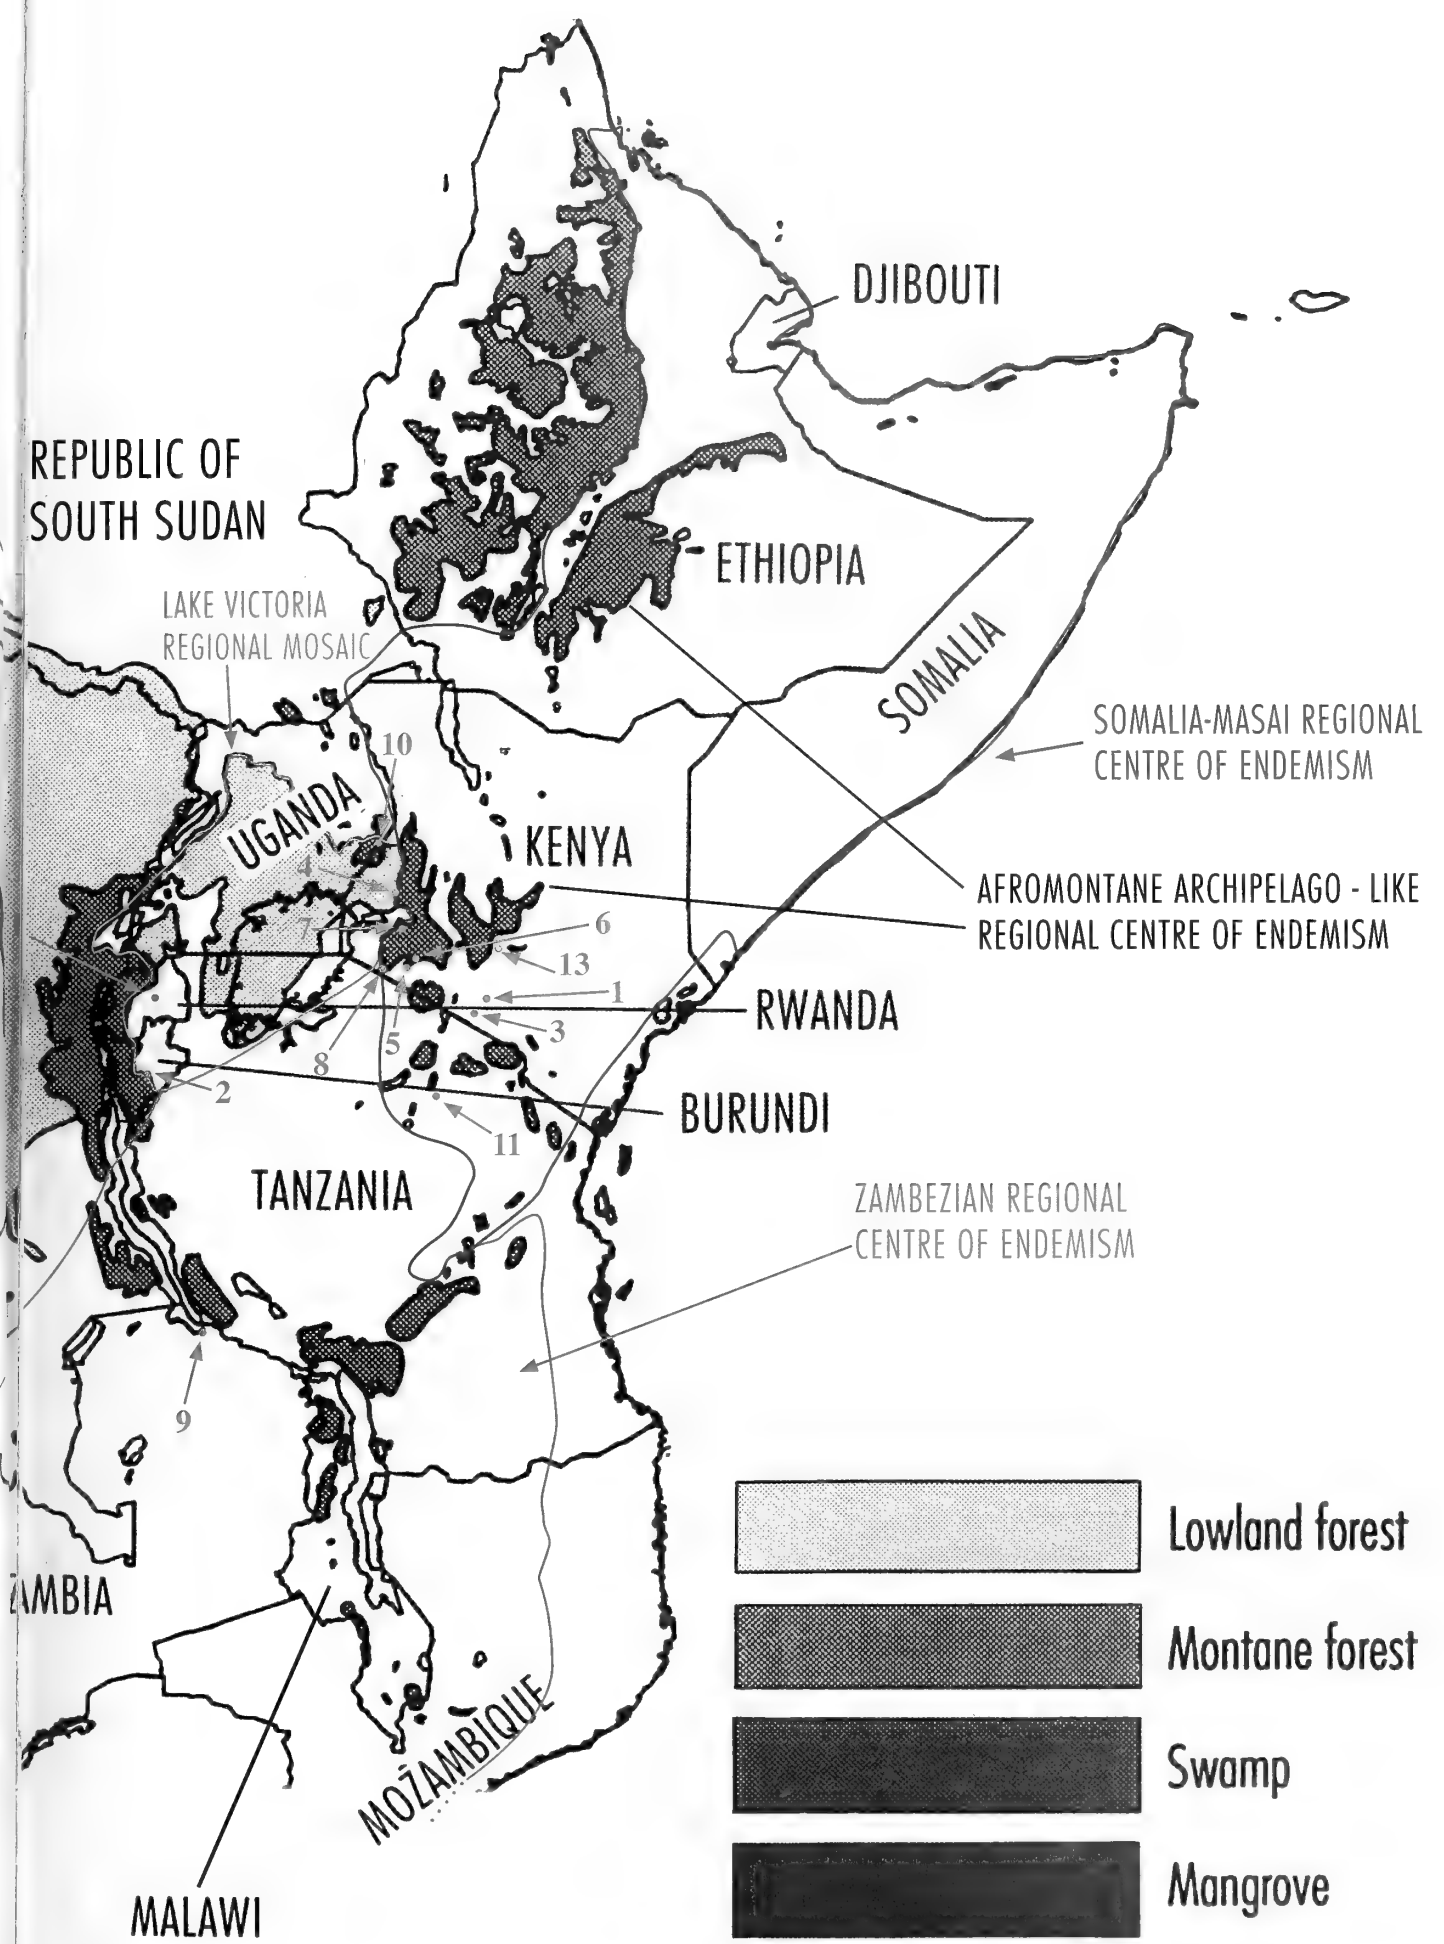 DJIBOUTI
REPUBLIC OF
SOUTH SUDAN
ETHIOPIA
LAKE VICTORIA
REGIONAL MOSAIC
SOMALIA
SOMALIA-MASAI REGIONAL
CENTRE OF ENDEMISM
10
UGANDA
KENYA
4
AFROMONTANE ARCHIPELAGO - LIKE
REGIONAL CENTRE OF ENDEMISM
7
6
13
1
RWANDA
3
5
8
2
BURUNDI
11
TANZANIA
ZAMBEZIAN REGIONAL
CENTRE OF ENDEMISM
9
Lowland forest
AMBIA
Montane forest
MOZAMBIQUE
Swamp
Mangrove
MALAWI